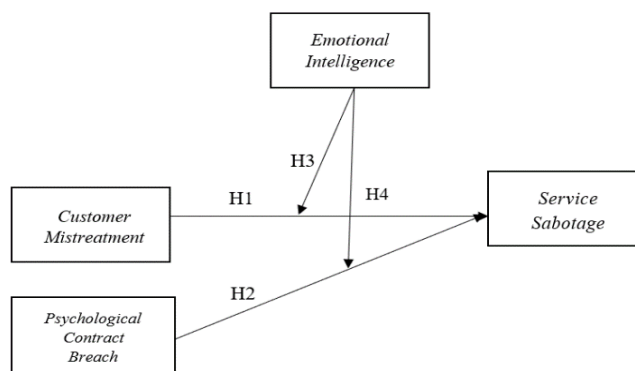 Emotional
Intelligence
H3
H1
H4
Customer
Mistreatment
Service
Sabotage
H2
Psychological
Contract
Breach